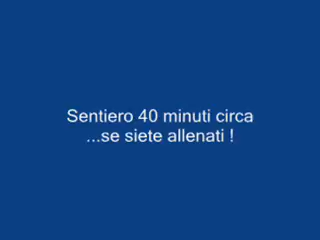 Sentiero 40 minuti circa
...se siete allenati !